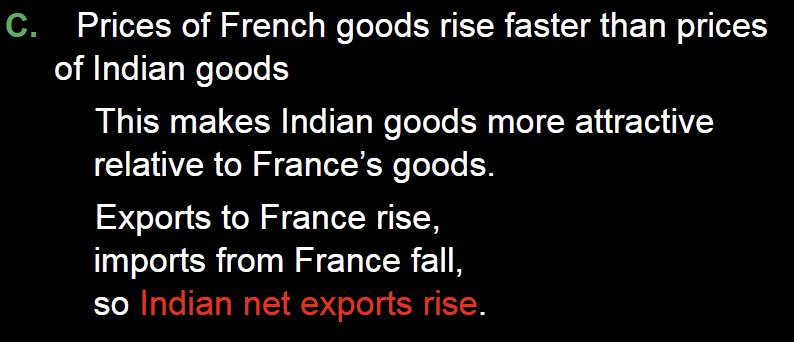 C. Prices of French goods rise faster than prices
of Indian goods
This makes Indian goods more attractive
relative to France’s goods.
Exports to France rise,
imports from France fall,
so Indian net exports rise.